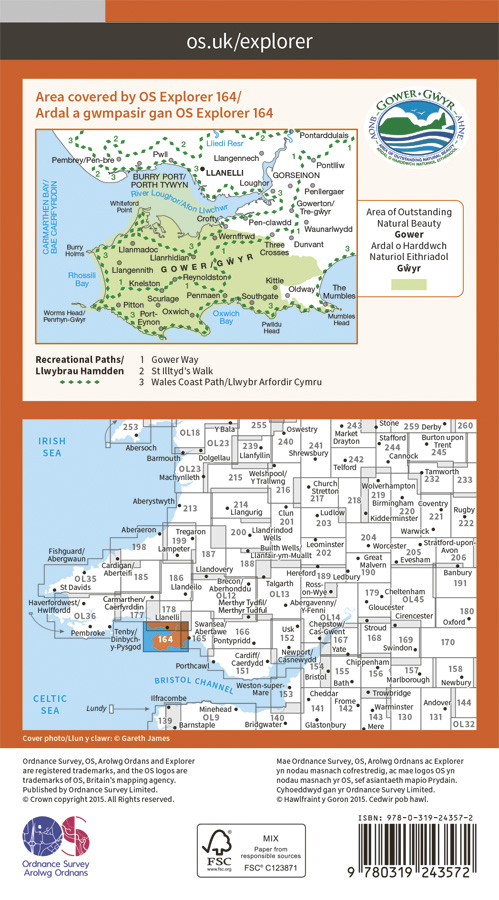 os.uk/explorer
Area covered by OS Explorer 164/
Ardal a gwmpasir gan OS Explorer 164
GOWER · GŴYR
AONB
AHNE
AREA OF OUTSTANDING NATURAL BEAUTY
Pontarddulais
Lliedi Resr
Pwll
Llangennech
Pembrey/Pen-bre
Pontlliw
LLANELLI
GORSEINON
BURRY PORT/
PORTH TYWYN
Loughor
Penllergaer
River Loughor/Afon Llwchwr
Gowerton/
Tre-gŵyr
Whiteford
Point
Crofty
Pen-clawdd
Waunarlwydd
CARMARTHEN BAY/
BAE CAERFYRDDIN
Wernffrwd
Dunvant
Three
Crosses
Burry
Holms
Llanmadoc
Llanrhidian
GOWER/GŴYR
Llangennith
Reynoldston
Kittle
Rhossili
Bay
Knelston
Oldway
The
Mumbles
Penmaen
Southgate
Pitton
Scurlage
Worms Head/
Penrhyn-Gŵyr
Port-
Eynon
Oxwich
Oxwich
Bay
Pwlldu
Head
Mumbles
Head
Area of Outstanding
Natural Beauty
Gower
Ardal o Harddwch
Naturiol Eithriadol
Gŵyr
Recreational Paths/
Llwybrau Hamdden
1 Gower Way
2 St Illtyd's Walk
3 Wales Coast Path/Llwybr Arfordir Cymru
IRISH
SEA
253
Abersoch
OL18
Y Bala
255
Oswestry
240
243
Market
Drayton
Stone
259
Derby
260
Barmouth
OL23
Dolgellau
239
Llanfyllin
241
Shrewsbury
Stafford
244
Cannock
Burton upon
Trent
245
OL23
Machynlleth
Welshpool/
Y Trallwng
216
242
Telford
Tamworth
232
233
Aberystwyth
213
214
Llangurig
Church
Stretton
217
218
Wolverhampton
219
Birmingham
220
Kidderminster
Coventry
221
Rugby
222
Clun
201
Ludlow
203
Aberaeron
198
Tregaron
199
Lampeter
200
Llandrindod
Wells
Builth Wells/
Llanfair-ym-Muallt
Leominster
202
204
Worcester
Warwick
205
Evesham
Stratford-upon-
Avon
206
Fishguard/
Abergwaun
187
Llandovery
Hereford
189
Great
Malvern
190
Ledbury
Banbury
191
OL35
St Davids
Cardigan/
Aberteifi
185
186
Llandeilo
Brecon/
Aberhonddu
OL12
Talgarth
OL13
Ross-
on-Wye
179
Gloucester
Cheltenham
OL45
Cirencester
180
Oxford
Haverfordwest/
Hwlffordd
OL36
Carmarthen/
Caerfyrddin
177
178
Llanelli
Merthyr Tydfil/
Merthyr Tudful
Abergavenny/
Y-Fenni
OL14
Pembroke
Tenby/
Dinbych-
y-Pysgod
164
Swansea/
Abertawe
165
166
Pontypridd
Usk
152
Chepstow/
Cas-Gwent
167
Yate
Stroud
168
169
Swindon
170
Porthcawl
Cardiff/
Caerdydd
151
Newport/
Casnewydd
154
Bristol
155
Bath
Chippenham
156
157
Marlborough
158
Newbury
BRISTOL CHANNEL
Weston-super-
Mare
153
CELTIC
SEA
Lundy
Ilfracombe
139
Barnstaple
Minehead
OL9
140
Bridgwater
Cheddar
141
Glastonbury
Frome
142
Trowbridge
Warminster
143
Mere
130
Andover
131
144
OL32
Cover photo/Llun y clawr: © Gareth James
Ordnance Survey, OS, Arolwg Ordans and Explorer
are registered trademarks, and the OS logos are
trademarks of OS, Britain's mapping agency.
Published by Ordnance Survey Limited.
© Crown copyright 2015. All Rights reserved.
Mae Ordnance Survey, OS, Arolwg Ordnans ac Explorer
yn nodau masnach cofrestredig, ac mae logos OS yn
nodau masnach yr OS, sef asiantaeth mapio Prydain.
Cyhoeddwyd gan yr Ordnance Survey Limited.
© Hawlfraint y Goron 2015. Cedwir pob hawl.
Ordnance Survey
Arolwg Ordnans
FSC
www.fsc.org
MIX
Paper from
responsible sources
FSC® C123871
ISBN: 978-0-319-24357-2
9 780319 243572